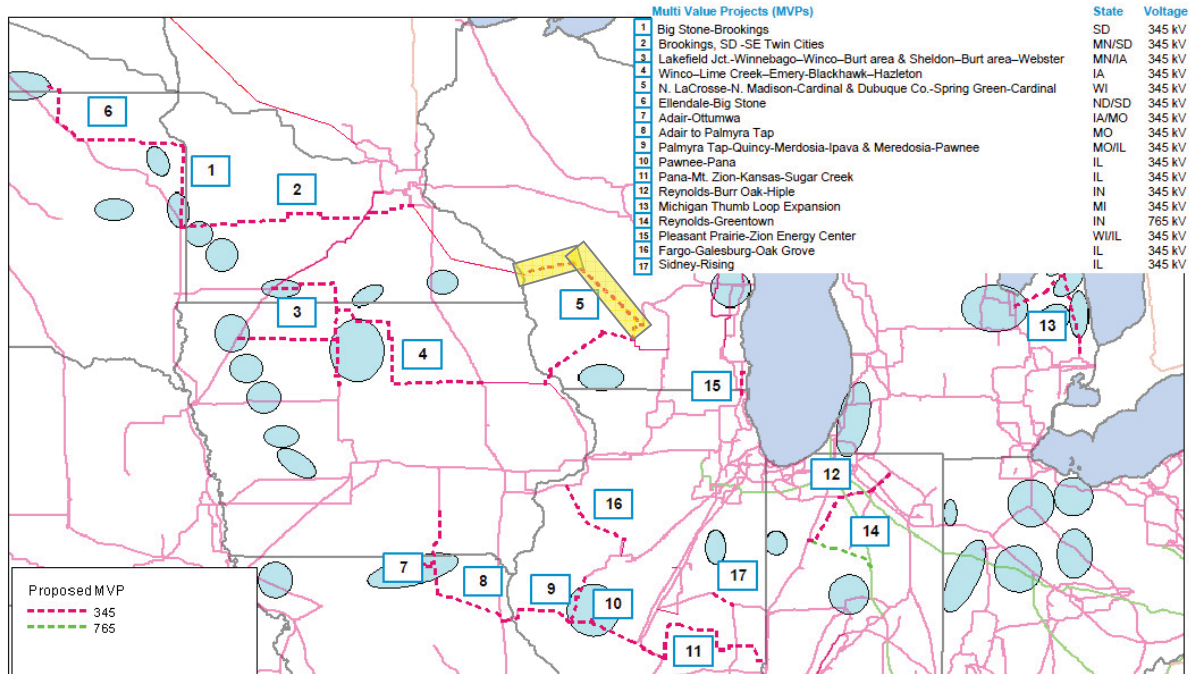 Multi Value Projects (MVPs) State Voltage
1 Big Stone-Brookings SD 345 kV
2 Brookings, SD -SE Twin Cities MN/SD 345 kV
3 Lakefield Jct.-Winnebago–Winco–Burt area & Sheldon–Burt area–Webster MN/IA 345 kV
4 Winco–Lime Creek–Emery-Blackhawk–Hazleton IA 345 kV
5 N. LaCrosse-N. Madison-Cardinal & Dubuque Co.-Spring Green-Cardinal WI 345 kV
6 Ellendale-Big Stone ND/SD 345 kV
7 Adair-Ottumwa IA/MO 345 kV
8 Adair to Palmyra Tap MO 345 kV
9 Palmyra Tap-Quincy-Merdosia-Ipava & Meredosia-Pawnee MO/IL 345 kV
10 Pawnee-Pana IL 345 kV
11 Pana-Mt. Zion-Kansas-Sugar Creek IL 345 kV
12 Reynolds-Burr Oak-Hiple IN 345 kV
13 Michigan Thumb Loop Expansion MI 345 kV
14 Reynolds-Greentown IN 765 kV
15 Pleasant Prairie-Zion Energy Center WI/IL 345 kV
16 Fargo-Galesburg-Oak Grove IL 345 kV
17 Sidney-Rising IL 345 kV
6
1
2
5
3
13
4
15
12
16
14
7
8
9
10
17
11
Proposed MVP
345
765